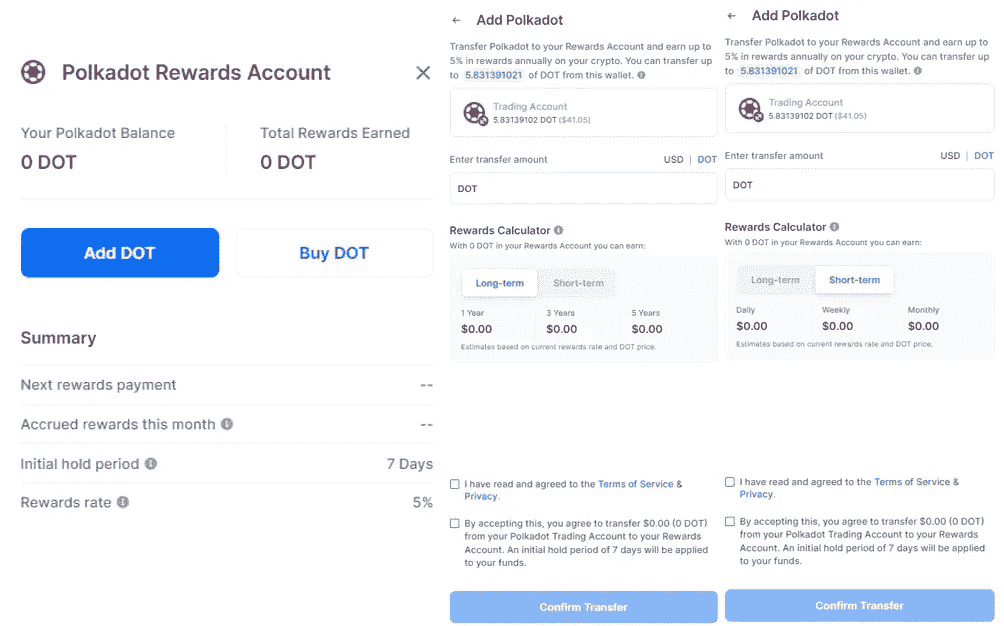 Polkadot Rewards Account
Your Polkadot Balance
Total Rewards Earned
0 DOT
0 DOT
Add DOT
Buy DOT
Summary
Next rewards payment
--
Accrued rewards this month
--
Initial hold period
7 Days
Rewards rate
5%
← Add Polkadot
Transfer Polkadot to your Rewards Account and earn up to
5% in rewards annually on your crypto. You can transfer up
to 5.831391021 of DOT from this wallet.
Trading Account
5.83139102 DOT ($41.05)
Enter transfer amount
USD | DOT
DOT
Rewards Calculator
With 0 DOT in your Rewards Account you can earn:
Long-term
Short-term
1 Year
3 Years
5 Years
$0.00
$0.00
$0.00
Estimates based on current rewards rate and DOT price.
I have read and agreed to the Terms of Service &
Privacy.
By accepting this, you agree to transfer $0.00 (0 DOT)
from your Polkadot Trading Account to your Rewards
Account. An initial hold period of 7 days will be applied
to your funds.
Confirm Transfer
← Add Polkadot
Transfer Polkadot to your Rewards Account and earn up to
5% in rewards annually on your crypto. You can transfer up
to 5.831391021 of DOT from this wallet.
Trading Account
5.83139102 DOT ($41.05)
Enter transfer amount
USD | DOT
DOT
Rewards Calculator
With 0 DOT in your Rewards Account you can earn:
Long-term
Short-term
Daily
Weekly
Monthly
$0.00
$0.00
$0.00
Estimates based on current rewards rate and DOT price.
I have read and agreed to the Terms of Service &
Privacy.
By accepting this, you agree to transfer $0.00 (0 DOT)
from your Polkadot Trading Account to your Rewards
Account. An initial hold period of 7 days will be applied
to your funds.
Confirm Transfer